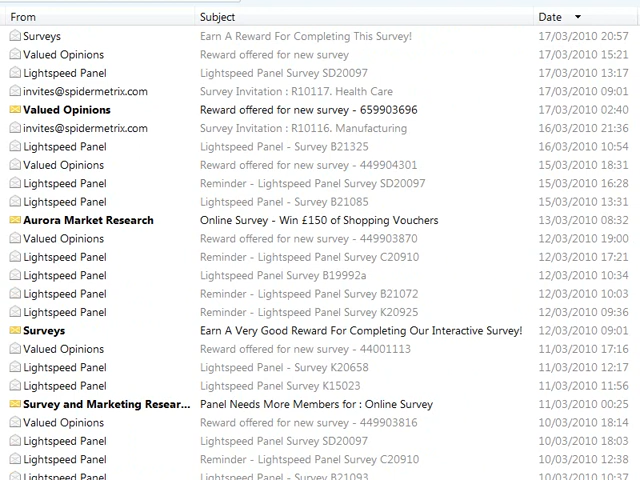 From Subject Date
Surveys Earn A Reward For Completing This Survey! 17/03/2010 20:57
Valued Opinions Reward offered for new survey 17/03/2010 15:21
Lightspeed Panel Lightspeed Panel Survey SD20097 17/03/2010 13:17
invites@spidermetrix.com Survey Invitation : R10117. Health Care 17/03/2010 09:01
Valued Opinions Reward offered for new survey - 659903696 17/03/2010 02:40
invites@spidermetrix.com Survey Invitation : R10116. Manufacturing 16/03/2010 21:36
Lightspeed Panel Lightspeed Panel - Survey B21325 16/03/2010 10:54
Valued Opinions Reward offered for new survey - 449904301 15/03/2010 18:31
Lightspeed Panel Reminder - Lightspeed Panel Survey SD20097 15/03/2010 16:28
Lightspeed Panel Lightspeed Panel - Survey B21085 15/03/2010 13:31
Aurora Market Research Online Survey - Win £150 of Shopping Vouchers 13/03/2010 08:32
Valued Opinions Reward offered for new survey - 449903870 12/03/2010 19:00
Lightspeed Panel Reminder - Lightspeed Panel Survey C20910 12/03/2010 17:21
Lightspeed Panel Lightspeed Panel Survey B19992a 12/03/2010 10:34
Lightspeed Panel Reminder - Lightspeed Panel Survey B21072 12/03/2010 10:03
Lightspeed Panel Reminder - Lightspeed Panel Survey K20925 12/03/2010 09:36
Surveys Earn A Very Good Reward For Completing Our Interactive Survey! 12/03/2010 09:01
Valued Opinions Reward offered for new survey - 44001113 11/03/2010 17:16
Lightspeed Panel Lightspeed Panel - Survey K20658 11/03/2010 12:17
Lightspeed Panel Lightspeed Panel Survey K15023 11/03/2010 11:56
Survey and Marketing Resear... Panel Needs More Members for : Online Survey 11/03/2010 00:25
Valued Opinions Reward offered for new survey - 449903816 10/03/2010 18:14
Lightspeed Panel Lightspeed Panel Survey SD20097 10/03/2010 18:03
Lightspeed Panel Reminder - Lightspeed Panel Survey C20910 10/03/2010 12:38
Lightspeed Panel Lightspeed Panel - Survey B21093 10/03/2010 10:37